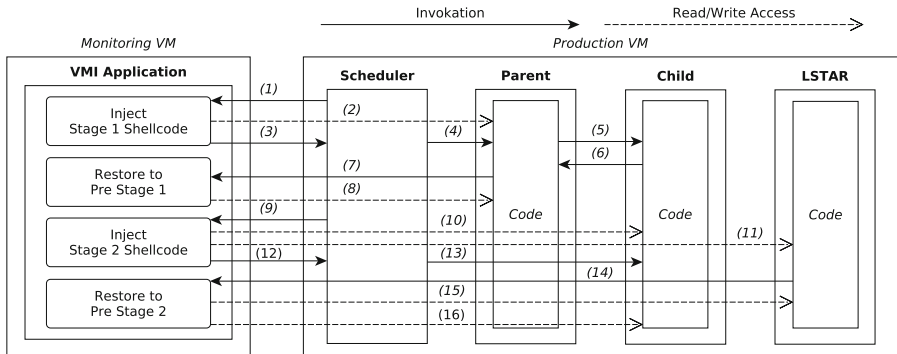 Invokation
Read/Write Access
Monitoring VM
Production VM
VMI Application
Scheduler
Parent
Child
LSTAR
Inject
Stage 1 Shellcode
Restore to
Pre Stage 1
Inject
Stage 2 Shellcode
Restore to
Pre Stage 2
(1)
(2)
(3)
(4)
(5)
(6)
(7)
(8)
(9)
(10)
(11)
(12)
(13)
(14)
(15)
(16)
Code
Code
Code